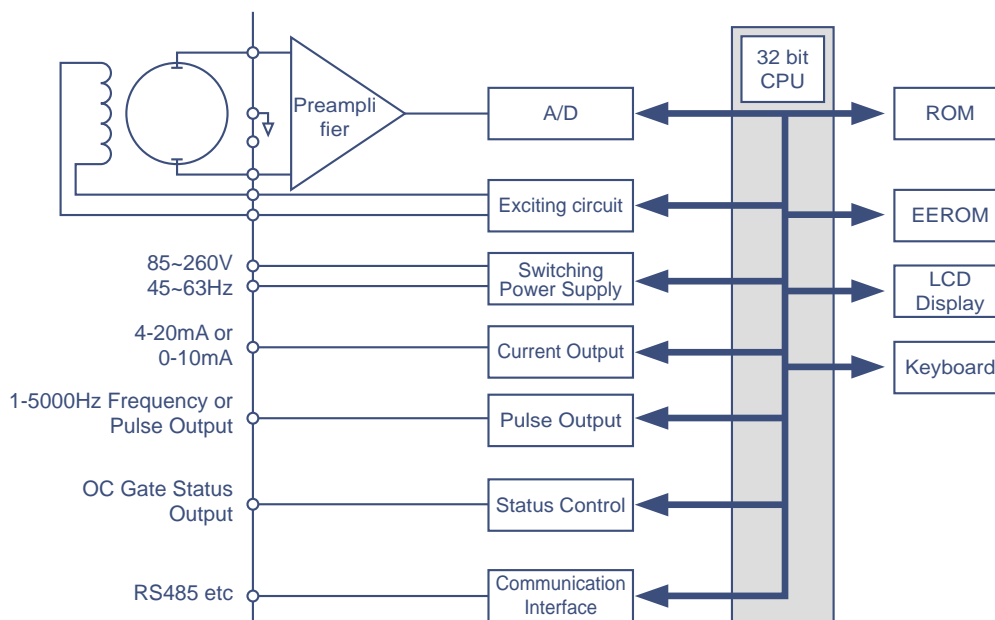 32 bit
CPU
Preampli
fier
A/D
ROM
Exciting circuit
EEROM
85~260V
45~63Hz
Switching
Power Supply
LCD
Display
4-20mA or
0-10mA
Current Output
Keyboard
1-5000Hz Frequency or
Pulse Output
Pulse Output
OC Gate Status
Output
Status Control
RS485 etc
Communication
Interface